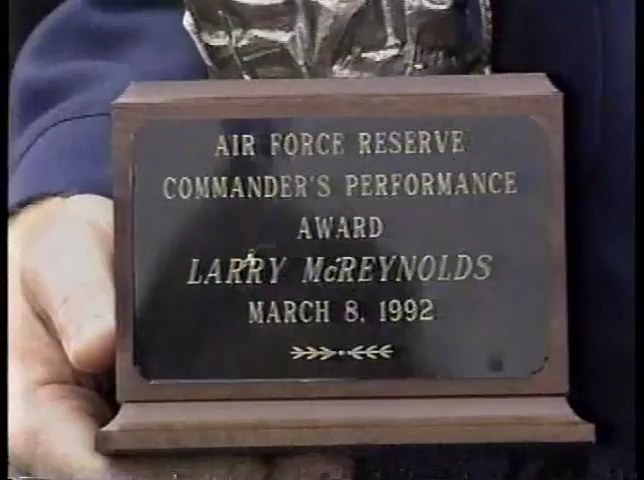 AIR FORCE RESERVE
COMMANDER'S PERFORMANCE
AWARD
LARRY McREYNOLDS
MARCH 8, 1992